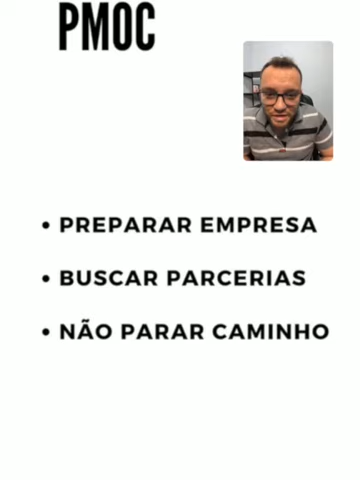 PMOC
• PREPARAR EMPRESA
• BUSCAR PARCERIAS
• NÃO PARAR CAMINHO